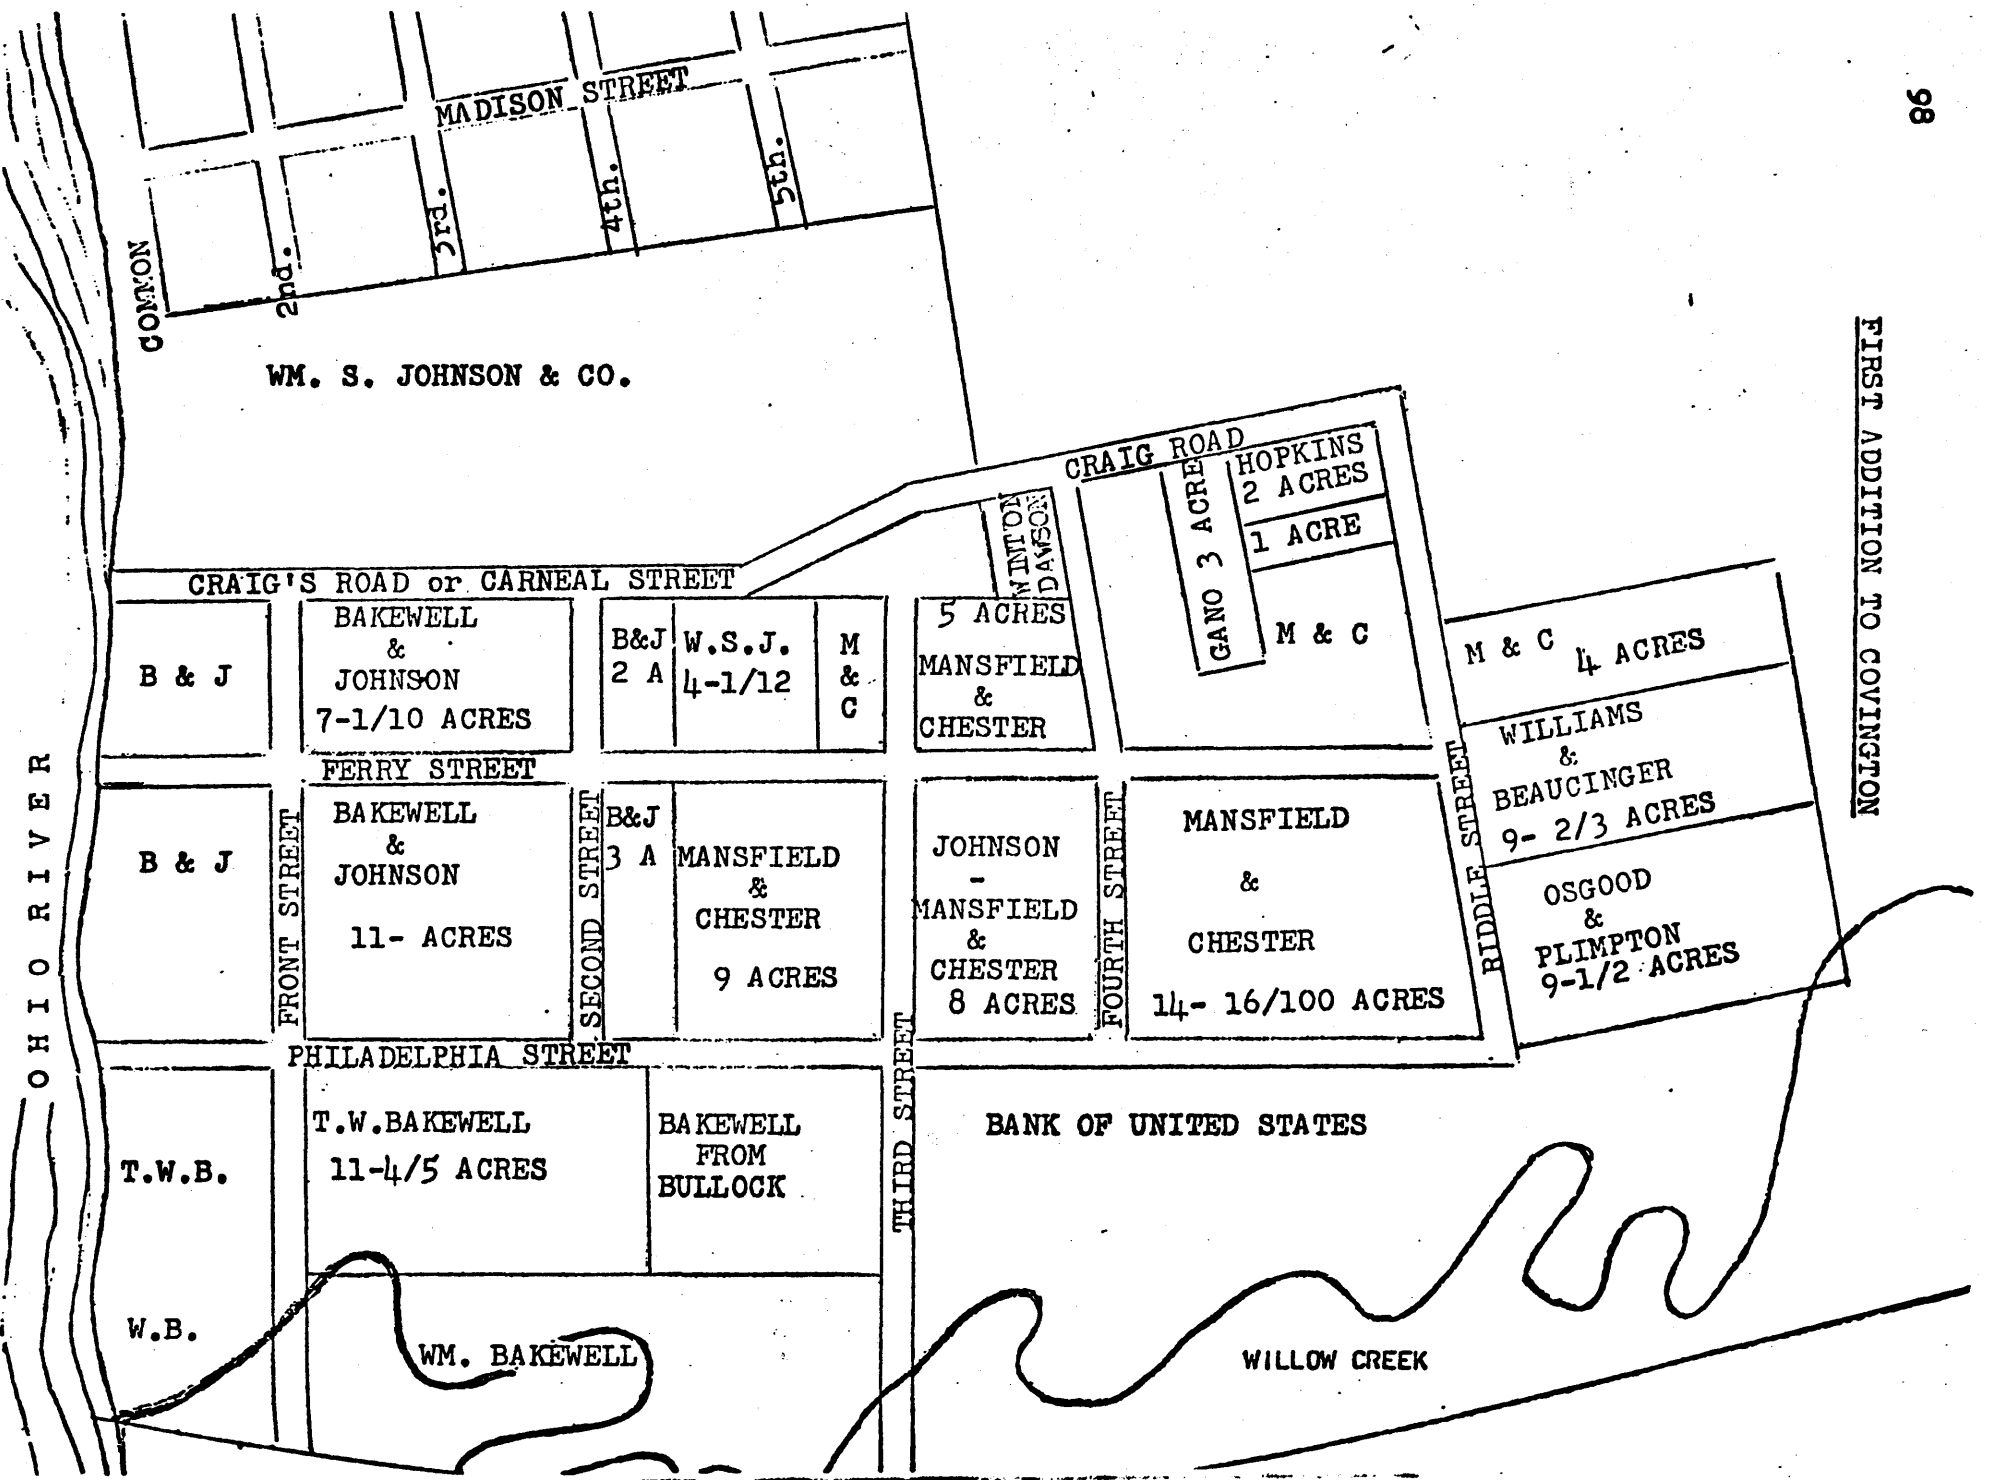 98
FIRST ADDITION TO COVINGTON
MADISON STREET
COMMON
2nd.
3rd.
4th.
5th.
WM. S. JOHNSON & CO.
CRAIG ROAD
WINTON
DAWSON
GANO 3 ACRE
HOPKINS
2 ACRES
1 ACRE
M & C
CRAIG'S ROAD or CARNEAL STREET
B & J
BAKEWELL
&
JOHNSON
7-1/10 ACRES
B&J
2 A
W.S.J.
4-1/12
M
&
C
5 ACRES
MANSFIELD
&
CHESTER
M & C 4 ACRES
WILLIAMS
&
BEAUCINGER
9- 2/3 ACRES
OSGOOD
&
PLIMPTON
9-1/2 ACRES
FERRY STREET
OHIO RIVER
B & J
FRONT STREET
BAKEWELL
&
JOHNSON
11- ACRES
SECOND STREET
B&J
3 A
MANSFIELD
&
CHESTER
9 ACRES
JOHNSON
-
MANSFIELD
&
CHESTER
8 ACRES
FOURTH STREET
MANSFIELD
&
CHESTER
14- 16/100 ACRES
RIDDLE STREET
PHILADELPHIA STREET
T.W.B.
T.W.BAKEWELL
11-4/5 ACRES
BAKEWELL
FROM
BULLOCK
THIRD STREET
BANK OF UNITED STATES
W.B.
WM. BAKEWELL
WILLOW CREEK